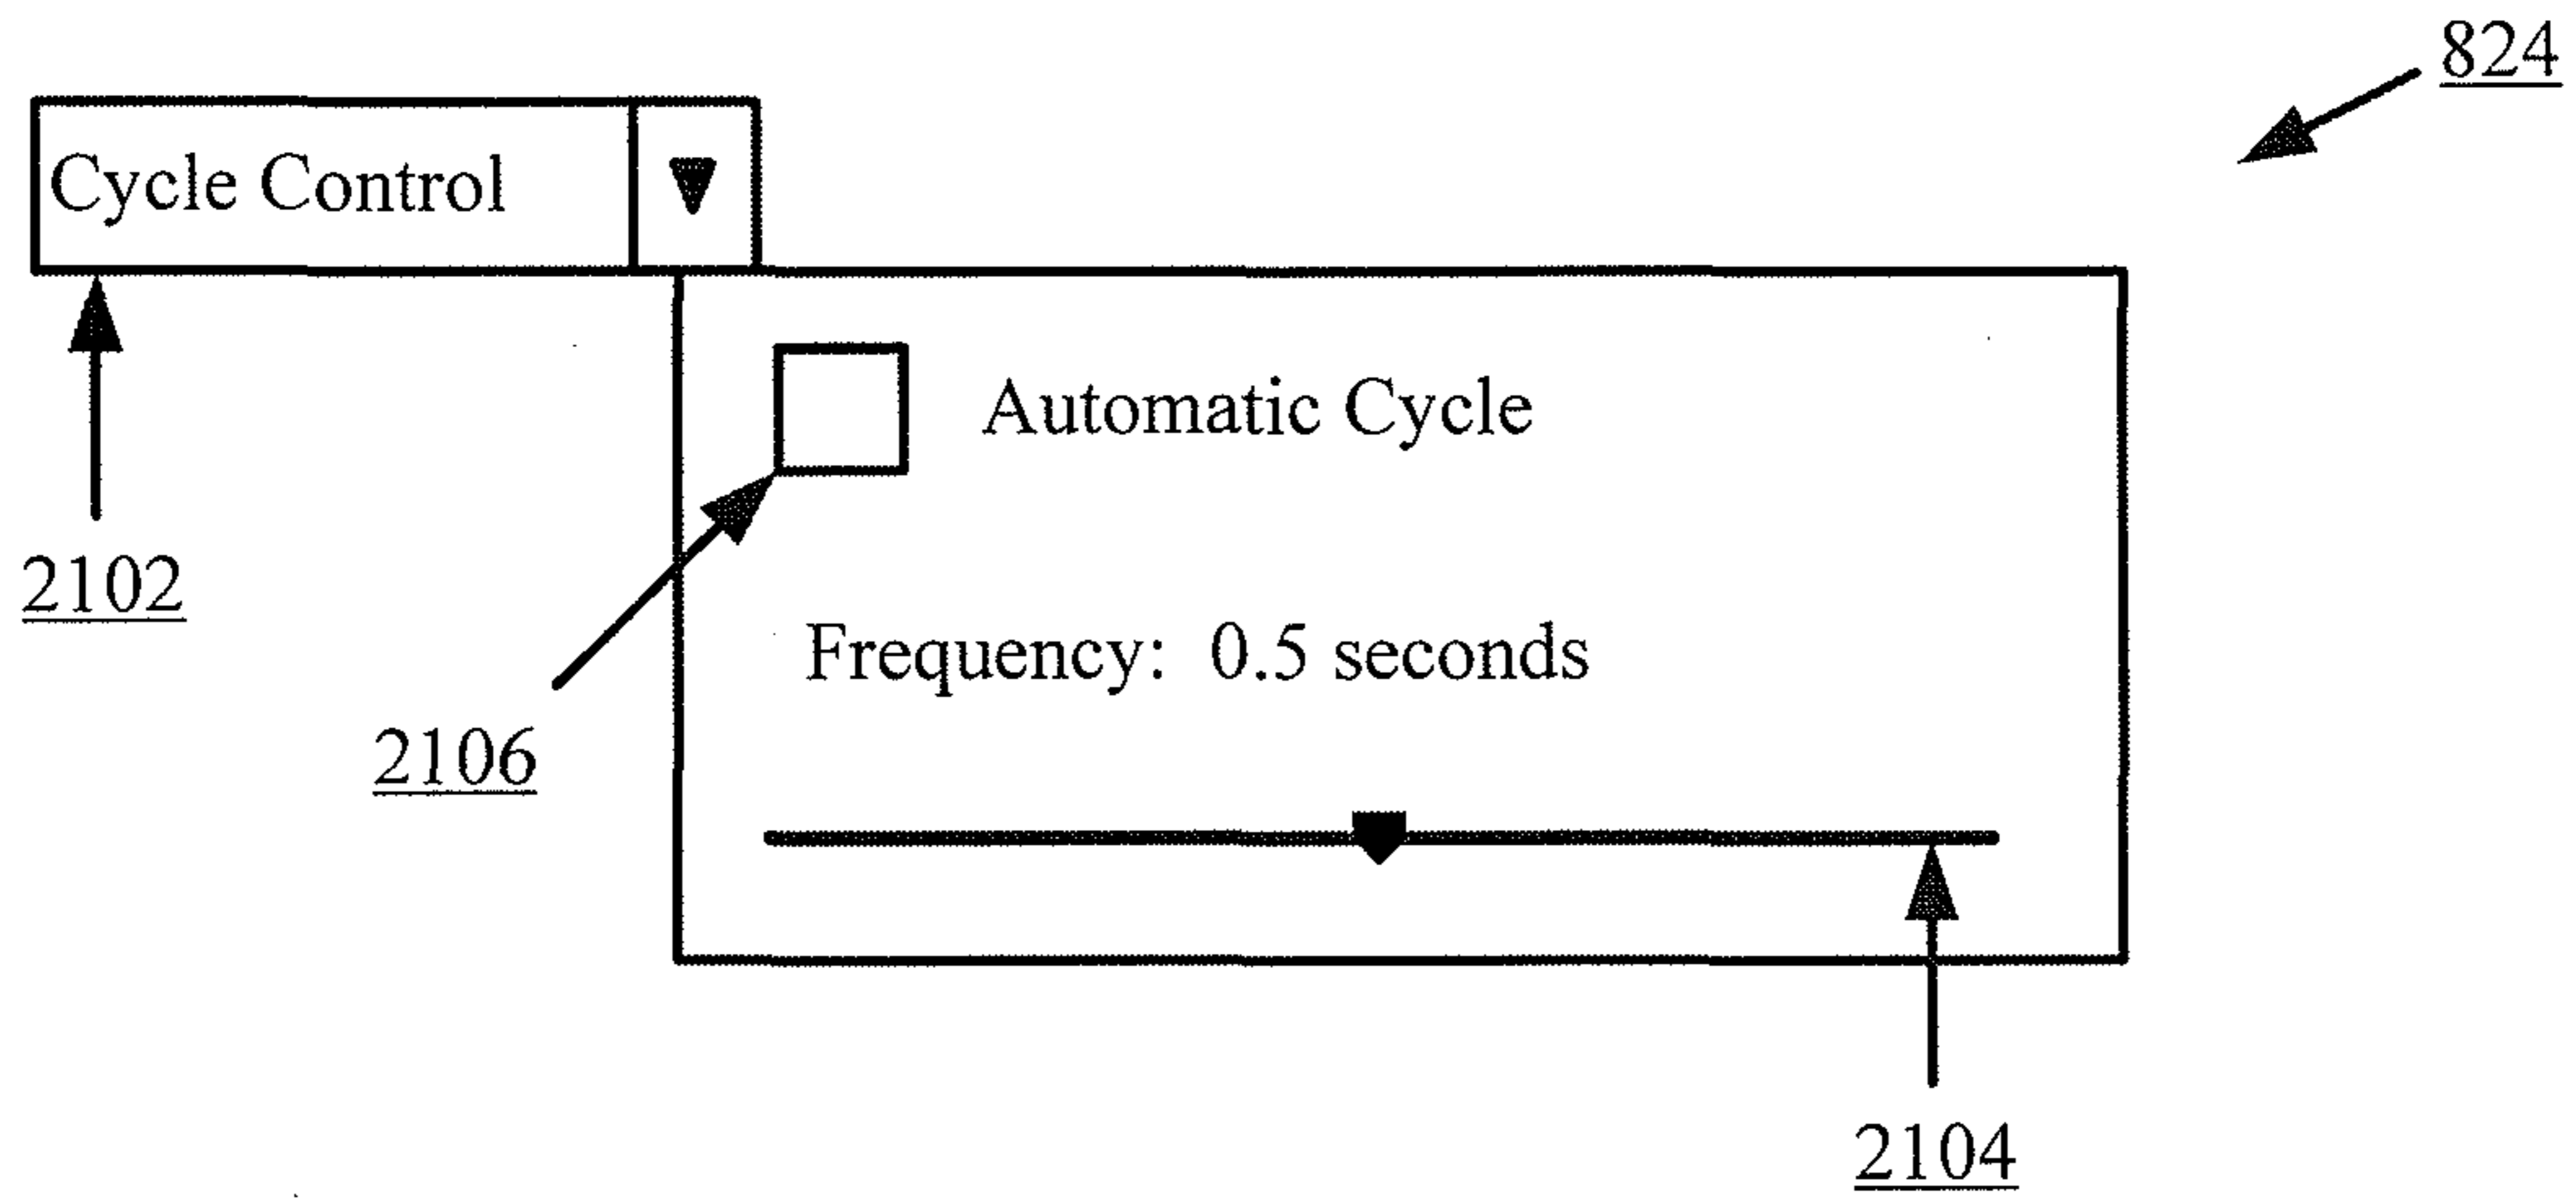 824
Cycle Control
Automatic Cycle
2102
Frequency: 0.5 seconds
2106
2104